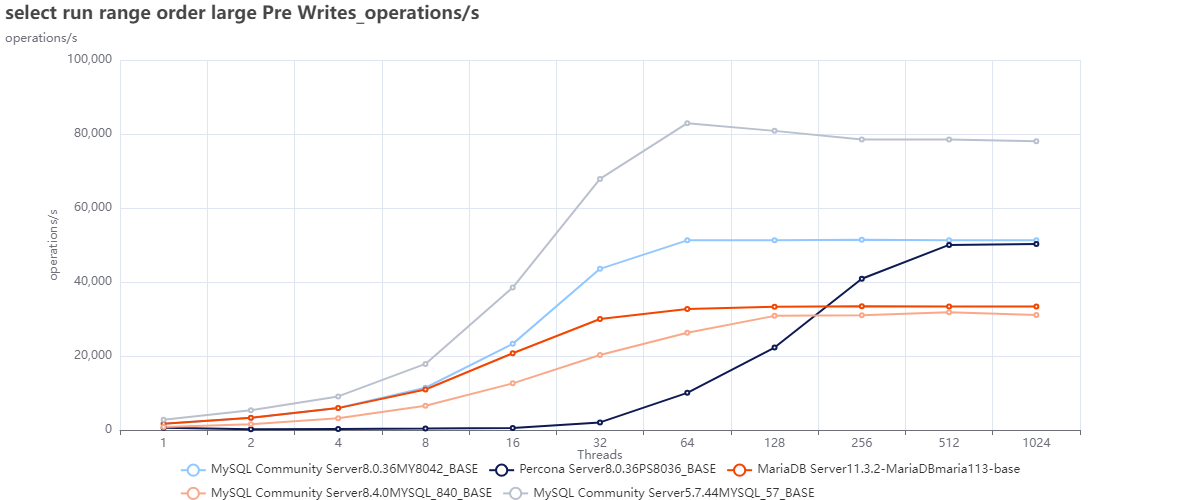 select run range order large Pre Writes_operations/s
operations/s
100,000
80,000
60,000
40,000
20,000
0
operations/s
1 2 4 8 16 32 64 128 256 512 1024
Threads
MySQL Community Server8.0.36MY8042_BASE Percona Server8.0.36PS8036_BASE MariaDB Server11.3.2-MariaDBmaria113-base
MySQL Community Server8.4.0MYSQL_840_BASE MySQL Community Server5.7.44MYSQL_57_BASE